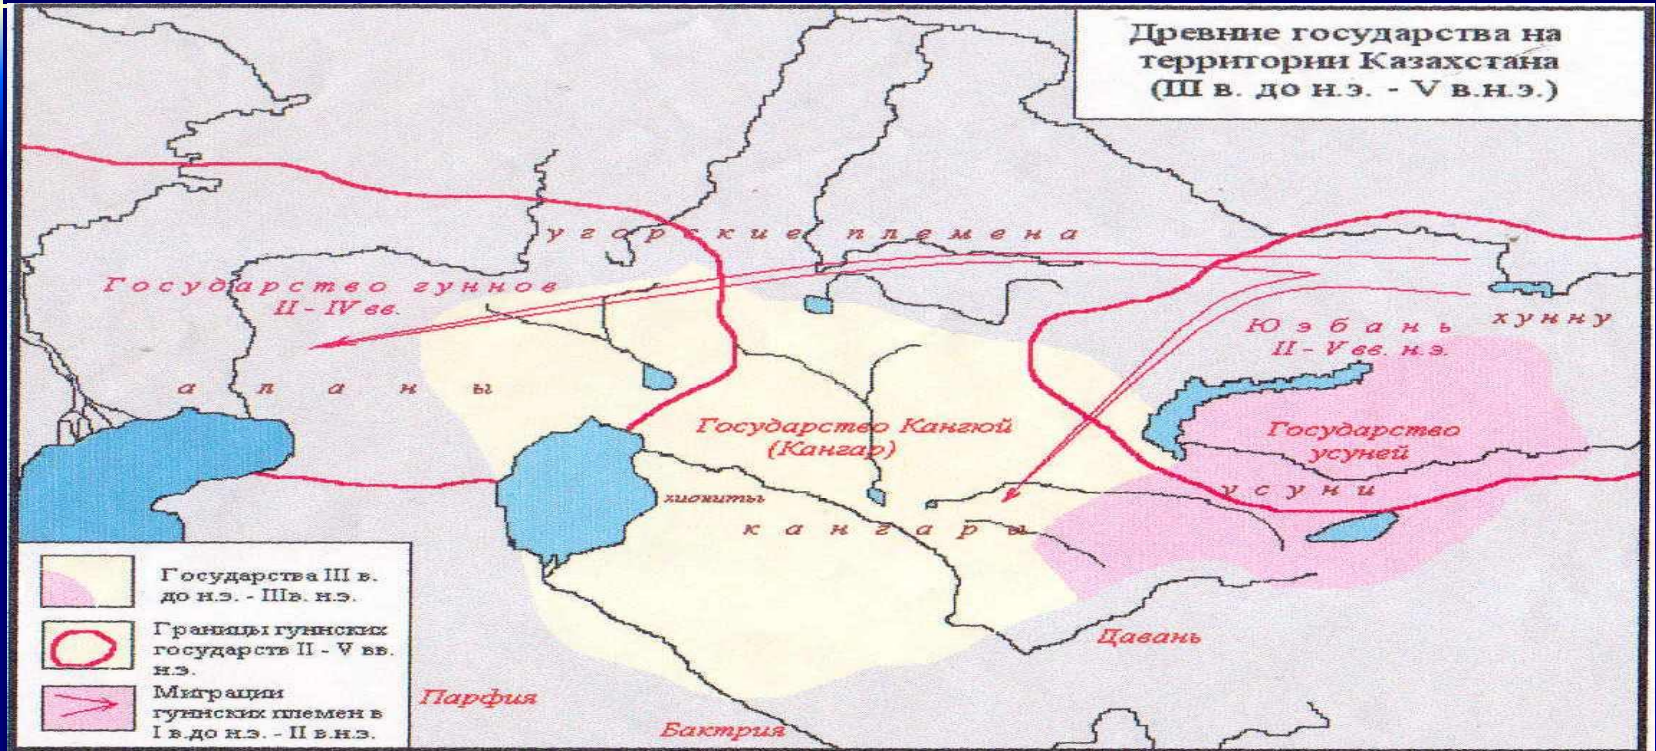 Древние государства на
территории Казахстана
(III в. до н.э. - V в.н.э.)
угорские племена
Государство гуннов
II - IV вв.
хунну
Юэбань
II - V вв. н.э.
аланы
Государство Кангюй
(Кангар)
Государство
усуней
усуни
хиониты
кангары
Давань
Парфия
Бактрия
Государства III в.
до н.э. - IIIв. н.э.
Границы гуннских
государств II - V вв.
н.э.
Миграции
гуннских племен в
I в.до н.э. - II в.н.э.